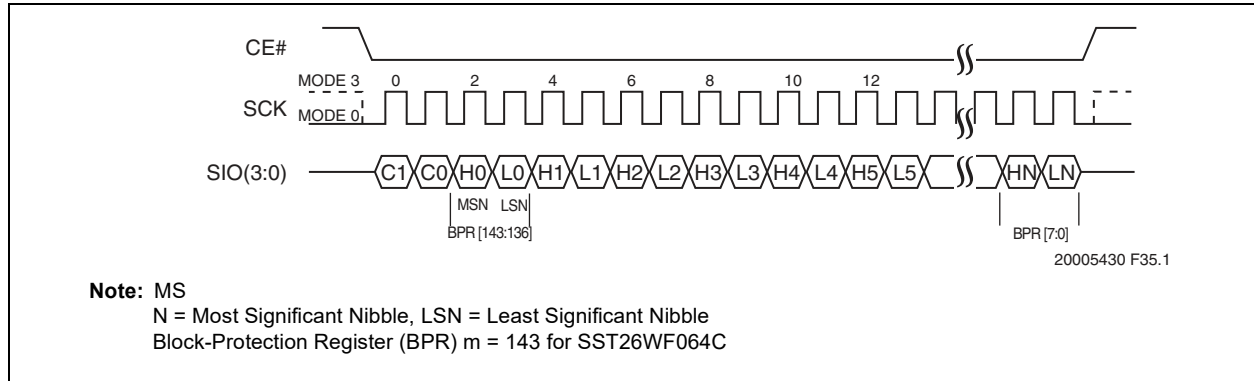 CE#
MODE 3 0 2 4 6 8 10 12
SCK
MODE 0
SIO(3:0) C1 C0 H0 L0 H1 L1 H2 L2 H3 L3 H4 L4 H5 L5 HN LN
MSN LSN
BPR [143:136] BPR [7:0]
20005430 F35.1
Note: MS
N = Most Significant Nibble, LSN = Least Significant Nibble
Block-Protection Register (BPR) m = 143 for SST26WF064C